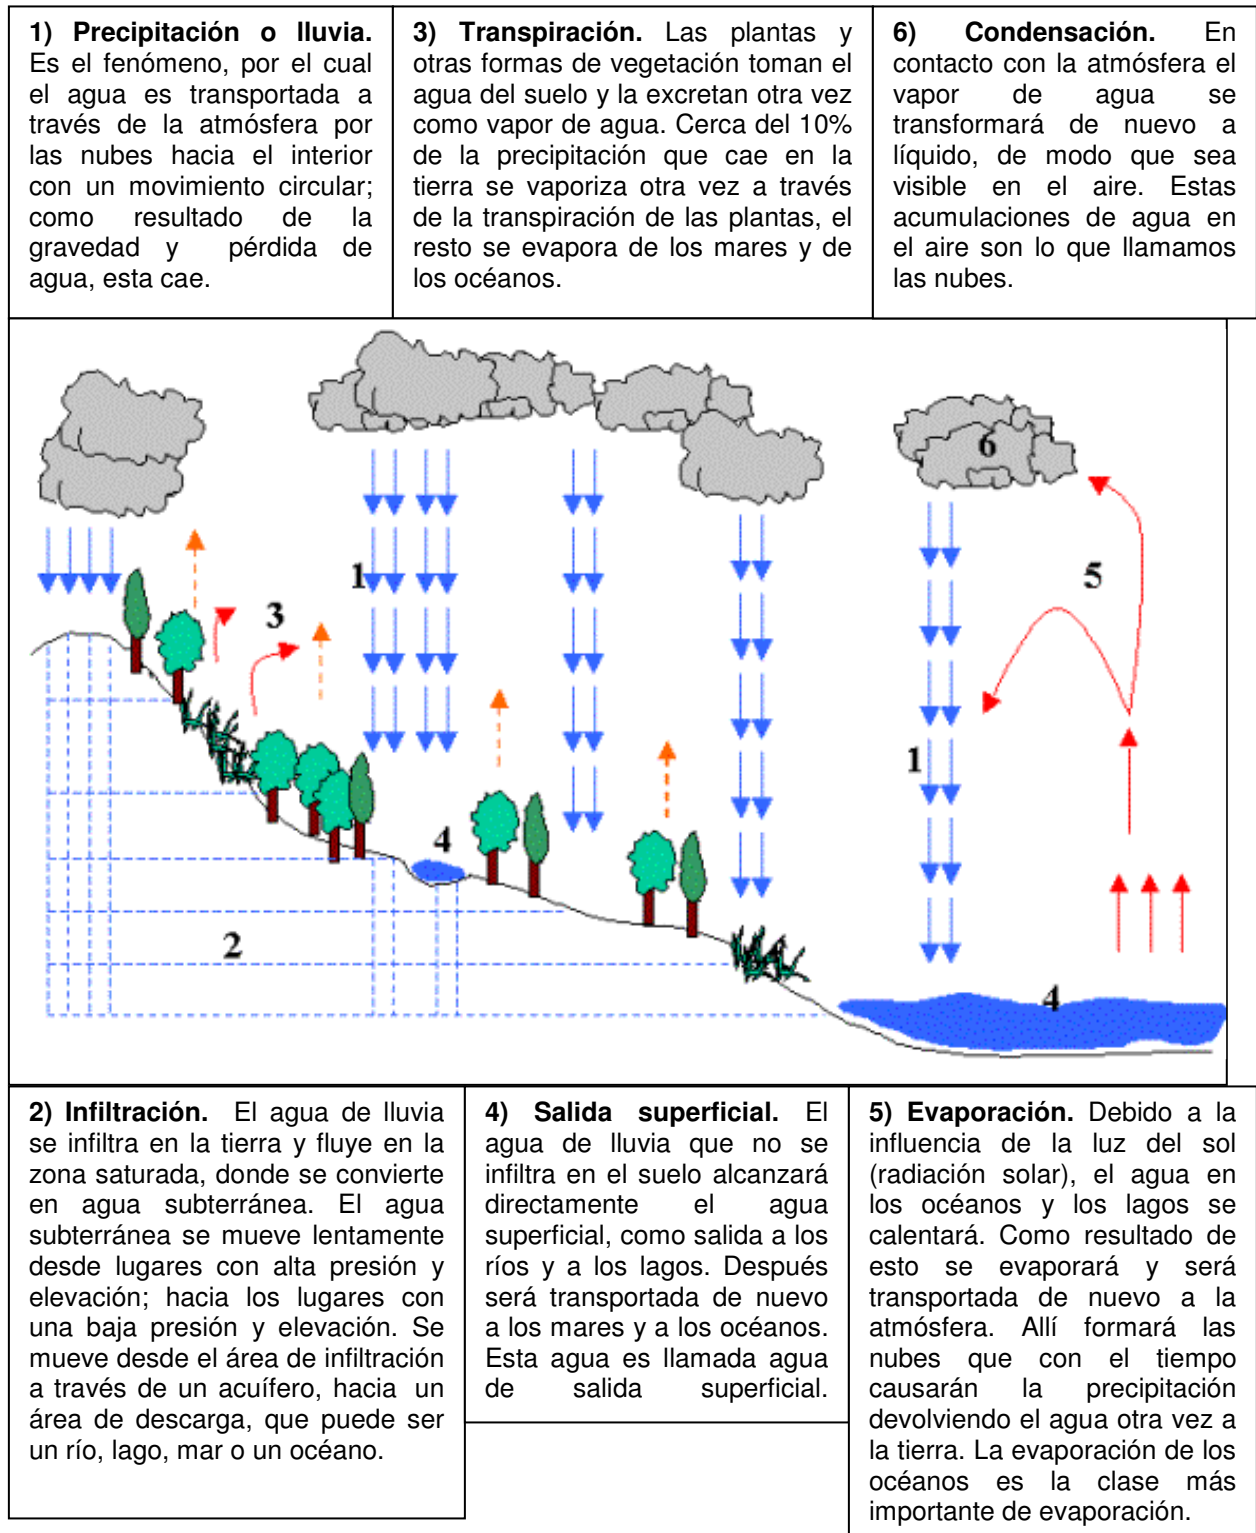 1) Precipitación o lluvia.
Es el fenómeno, por el cual
el agua es transportada a
través de la atmósfera por
las nubes hacia el interior
con un movimiento circular;
como resultado de la
gravedad y pérdida de
agua, esta cae.
3) Transpiración. Las plantas y
otras formas de vegetación toman el
agua del suelo y la excretan otra vez
como vapor de agua. Cerca del 10%
de la precipitación que cae en la
tierra se vaporiza otra vez a través
de la transpiración de las plantas, el
resto se evapora de los mares y de
los océanos.
6) Condensación. En
contacto con la atmósfera el
vapor de agua se
transformará de nuevo a
líquido, de modo que sea
visible en el aire. Estas
acumulaciones de agua en
el aire son lo que llamamos
las nubes.
6
1
5
3
1
4
2
4
2) Infiltración. El agua de lluvia
se infiltra en la tierra y fluye en la
zona saturada, donde se convierte
en agua subterránea. El agua
subterránea se mueve lentamente
desde lugares con alta presión y
elevación; hacia los lugares con
una baja presión y elevación. Se
mueve desde el área de infiltración
a través de un acuífero, hacia un
área de descarga, que puede ser
un río, lago, mar o un océano.
4) Salida superficial. El
agua de lluvia que no se
infiltra en el suelo alcanzará
directamente el agua
superficial, como salida a los
ríos y a los lagos. Después
será transportada de nuevo
a los mares y a los océanos.
Esta agua es llamada agua
de salida superficial.
5) Evaporación. Debido a la
influencia de la luz del sol
(radiación solar), el agua en
los océanos y los lagos se
calentará. Como resultado de
esto se evaporará y será
transportada de nuevo a la
atmósfera. Allí formará las
nubes que con el tiempo
causarán la precipitación
devolviendo el agua otra vez a
la tierra. La evaporación de los
océanos es la clase más
importante de evaporación.